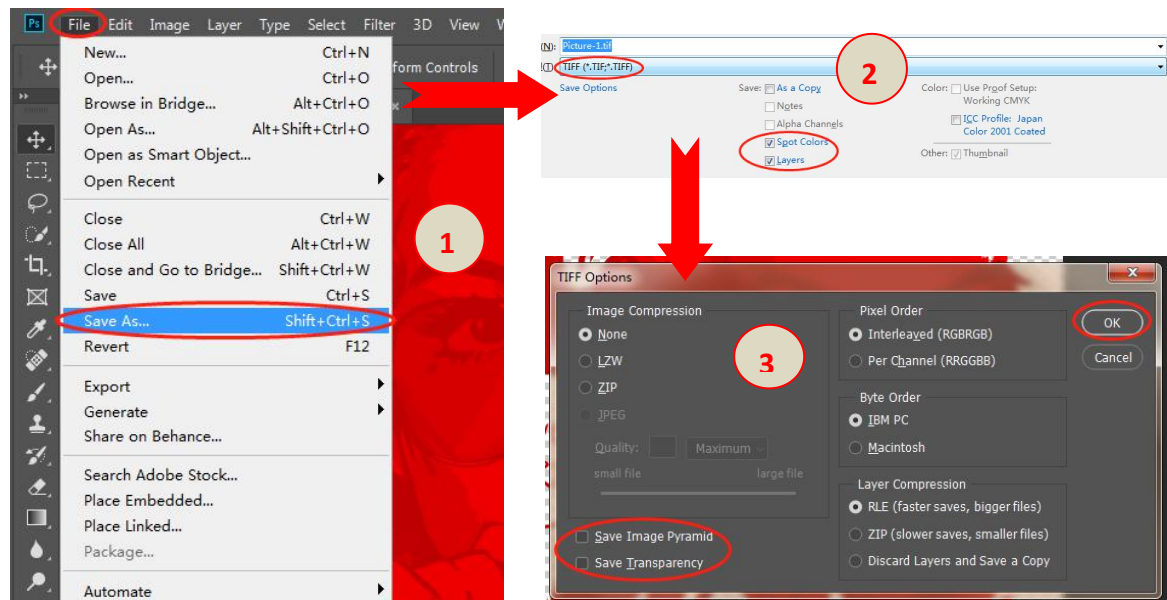 Ps File Edit Image Layer Type Select Filter 3D View
New... Ctrl+N
Open... Ctrl+O
Browse in Bridge... Alt+Ctrl+O
Open As... Alt+Shift+Ctrl+O
Open as Smart Object...
Open Recent
Close Ctrl+W
Close All Alt+Ctrl+W
Close and Go to Bridge... Shift+Ctrl+W
Save Ctrl+S
Save As... Shift+Ctrl+S
Revert F12
Export
Generate
Share on Behance...
Search Adobe Stock...
Place Embedded...
Place Linked...
Package...
Automate
form Controls
1
(N): Picture-1.tif
(T) TIFF (*.TIF;*.TIFF)
2
Save Options
Save: As a Copy
Notes
Alpha Channels
Spot Colors
Layers
Color: Use Proof Setup:
Working CMYK
ICC Profile: Japan
Color 2001 Coated
Other: Thumbnail
TIFF Options
Image Compression
None
LZW
ZIP
JPEG
Quality: Maximum
small file large file
Save Image Pyramid
Save Transparency
3
Pixel Order
Interleaved (RGBRGB)
Per Channel (RRGGBB)
Byte Order
IBM PC
Macintosh
Layer Compression
RLE (faster saves, bigger files)
ZIP (slower saves, smaller files)
Discard Layers and Save a Copy
OK
Cancel